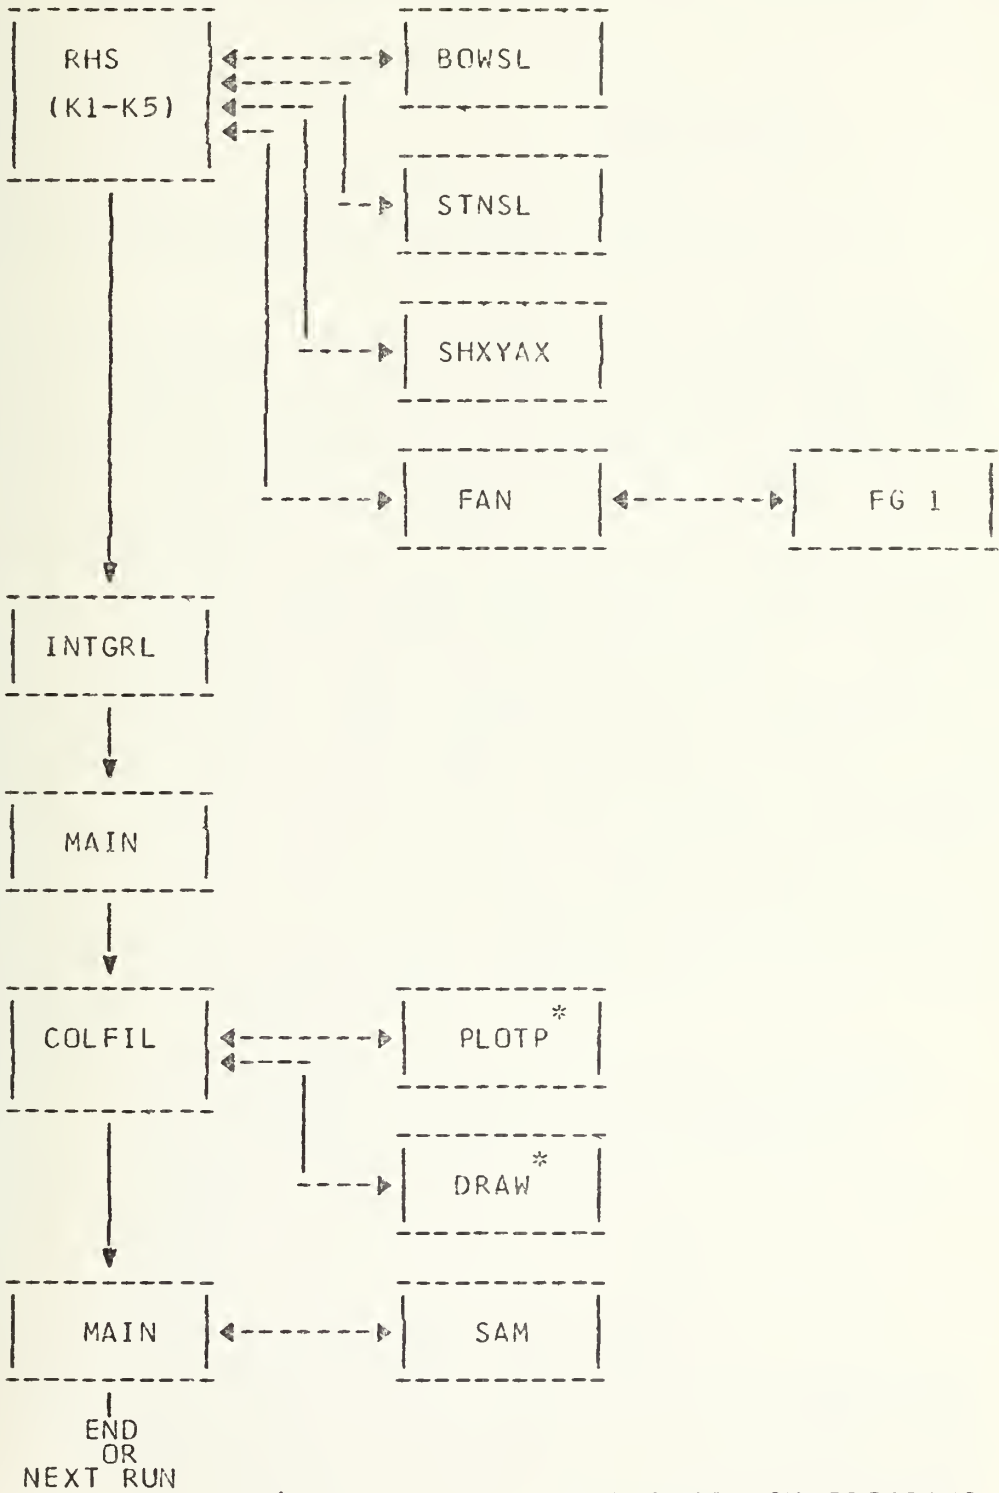 RHS
(K1-K5)
BOWSL
STNSL
SHXYAX
FAN
FG 1
INTGRL
MAIN
COLFIL
PLOTP*
DRAW*
MAIN
SAM
END
OR
NEXT RUN